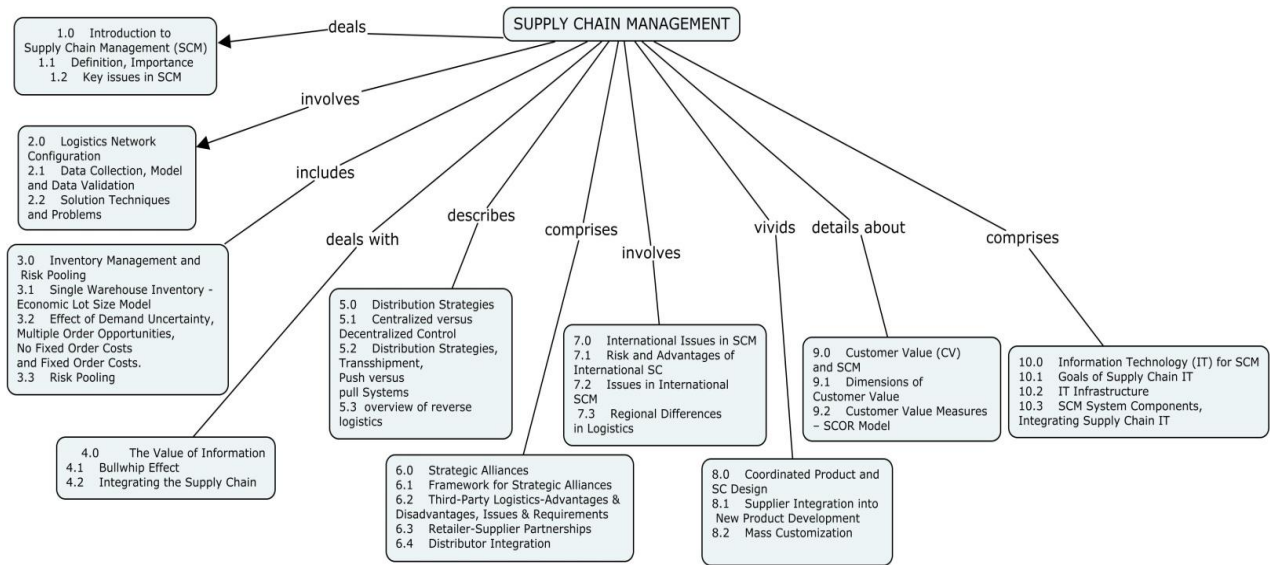 SUPPLY CHAIN MANAGEMENT
deals
1.0 Introduction to
Supply Chain Management (SCM)
1.1 Definition, Importance
1.2 Key issues in SCM
involves
2.0 Logistics Network
Configuration
2.1 Data Collection, Model
and Data Validation
2.2 Solution Techniques
and Problems
includes
3.0 Inventory Management and
Risk Pooling
3.1 Single Warehouse Inventory -
Economic Lot Size Model
3.2 Effect of Demand Uncertainty,
Multiple Order Opportunities,
No Fixed Order Costs
and Fixed Order Costs.
3.3 Risk Pooling
deals with
4.0 The Value of Information
4.1 Bullwhip Effect
4.2 Integrating the Supply Chain
describes
5.0 Distribution Strategies
5.1 Centralized versus
Decentralized Control
5.2 Distribution Strategies,
Transshipment,
Push versus
pull Systems
5.3 overview of reverse
logistics
comprises
6.0 Strategic Alliances
6.1 Framework for Strategic Alliances
6.2 Third-Party Logistics-Advantages &
Disadvantages, Issues & Requirements
6.3 Retailer-Supplier Partnerships
6.4 Distributor Integration
involves
7.0 International Issues in SCM
7.1 Risk and Advantages of
International SC
7.2 Issues in International
SCM
7.3 Regional Differences
in Logistics
vivids
8.0 Coordinated Product and
SC Design
8.1 Supplier Integration into
New Product Development
8.2 Mass Customization
details about
9.0 Customer Value (CV)
and SCM
9.1 Dimensions of
Customer Value
9.2 Customer Value Measures
– SCOR Model
comprises
10.0 Information Technology (IT) for SCM
10.1 Goals of Supply Chain IT
10.2 IT Infrastructure
10.3 SCM System Components,
Integrating Supply Chain IT